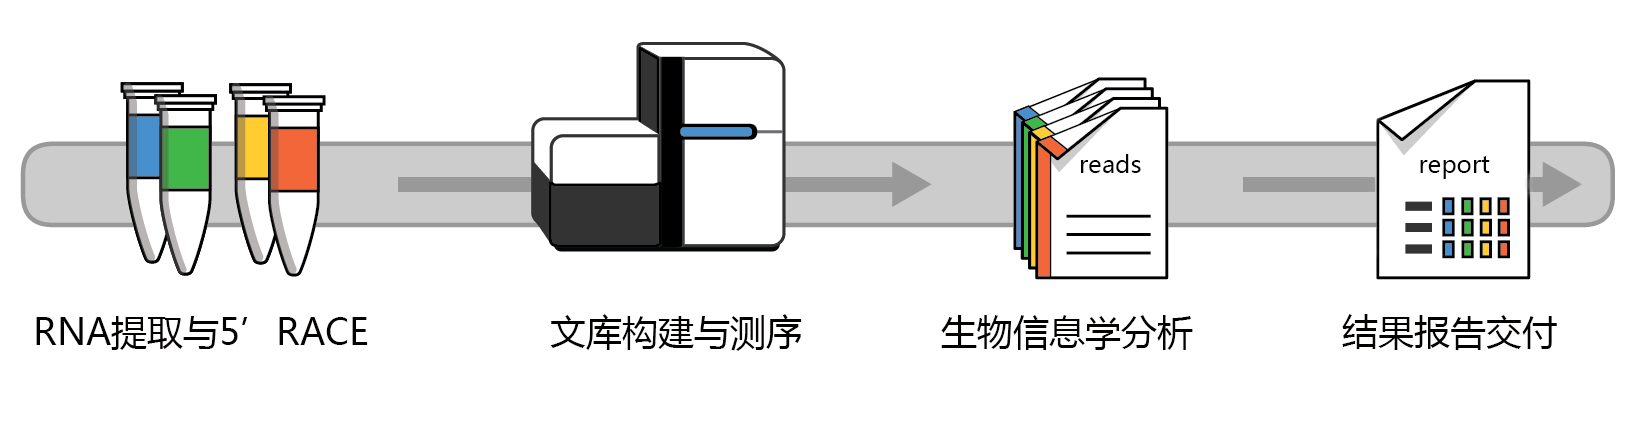 reads
report
RNA提取与5′ RACE
文库构建与测序
生物信息学分析
结果报告交付